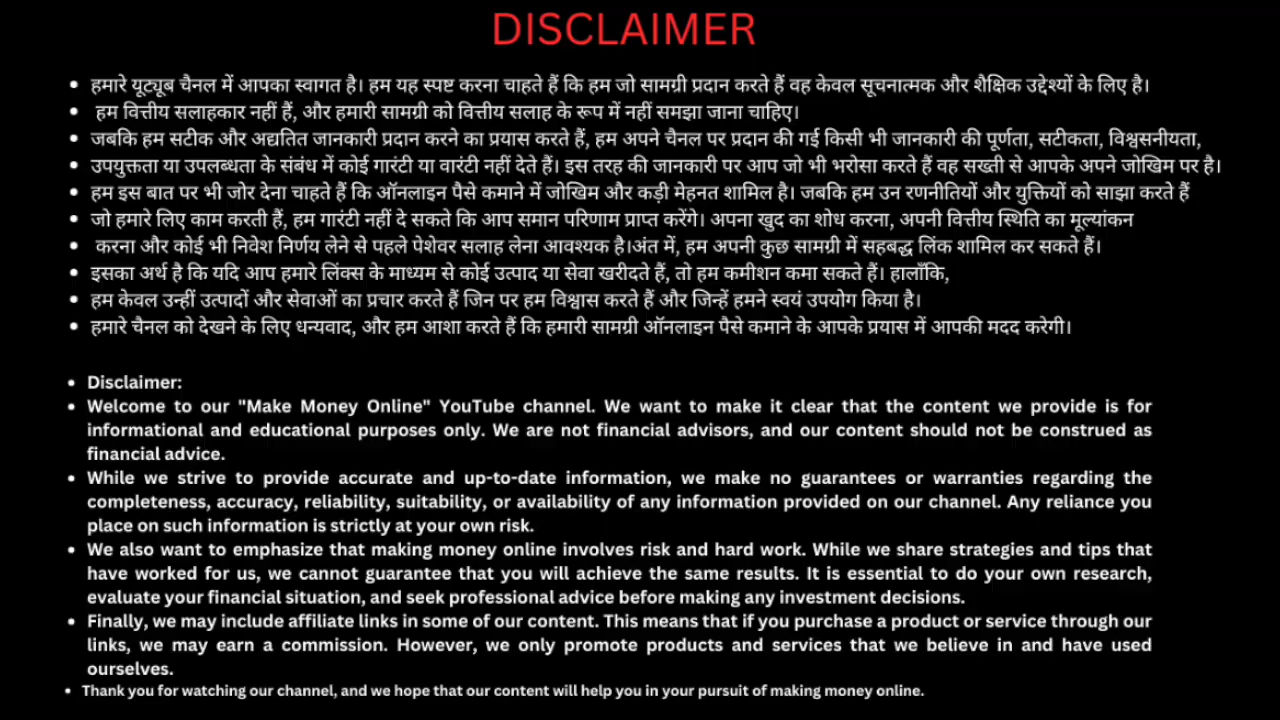 DISCLAIMER
• हमारे यूट्यूब चैनल में आपका स्वागत है। हम यह स्पष्ट करना चाहते हैं कि हम जो सामग्री प्रदान करते हैं वह केवल सूचनात्मक और शैक्षिक उद्देश्यों के लिए है।
• हम वित्तीय सलाहकार नहीं हैं, और हमारी सामग्री को वित्तीय सलाह के रूप में नहीं समझा जाना चाहिए।
• जबकि हम सटीक और अद्यतित जानकारी प्रदान करने का प्रयास करते हैं, हम अपने चैनल पर प्रदान की गई किसी भी जानकारी की पूर्णता, सटीकता, विश्वसनीयता,
• उपयुक्तता या उपलब्धता के संबंध में कोई गारंटी या वारंटी नहीं देते हैं। इस तरह की जानकारी पर आप जो भी भरोसा करते हैं वह सख्ती से आपके अपने जोखिम पर है।
• हम इस बात पर भी जोर देना चाहते हैं कि ऑनलाइन पैसे कमाने में जोखिम और कड़ी मेहनत शामिल है। जबकि हम उन रणनीतियों और युक्तियों को साझा करते हैं
• जो हमारे लिए काम करती हैं, हम गारंटी नहीं दे सकते कि आप समान परिणाम प्राप्त करेंगे। अपना खुद का शोध करना, अपनी वित्तीय स्थिति का मूल्यांकन
• करना और कोई भी निवेश निर्णय लेने से पहले पेशेवर सलाह लेना आवश्यक है।अंत में, हम अपनी कुछ सामग्री में सहबद्ध लिंक शामिल कर सकते हैं।
• इसका अर्थ है कि यदि आप हमारे लिंक्स के माध्यम से कोई उत्पाद या सेवा खरीदते हैं, तो हम कमीशन कमा सकते हैं। हालाँकि,
• हम केवल उन्हीं उत्पादों और सेवाओं का प्रचार करते हैं जिन पर हम विश्वास करते हैं और जिन्हें हमने स्वयं उपयोग किया है।
• हमारे चैनल को देखने के लिए धन्यवाद, और हम आशा करते हैं कि हमारी सामग्री ऑनलाइन पैसे कमाने के आपके प्रयास में आपकी मदद करेगी।
• Disclaimer:
• Welcome to our "Make Money Online" YouTube channel. We want to make it clear that the content we provide is for
informational and educational purposes only. We are not financial advisors, and our content should not be construed as
financial advice.
• While we strive to provide accurate and up-to-date information, we make no guarantees or warranties regarding the
completeness, accuracy, reliability, suitability, or availability of any information provided on our channel. Any reliance you
place on such information is strictly at your own risk.
• We also want to emphasize that making money online involves risk and hard work. While we share strategies and tips that
have worked for us, we cannot guarantee that you will achieve the same results. It is essential to do your own research,
evaluate your financial situation, and seek professional advice before making any investment decisions.
• Finally, we may include affiliate links in some of our content. This means that if you purchase a product or service through our
links, we may earn a commission. However, we only promote products and services that we believe in and have used
ourselves.
• Thank you for watching our channel, and we hope that our content will help you in your pursuit of making money online.